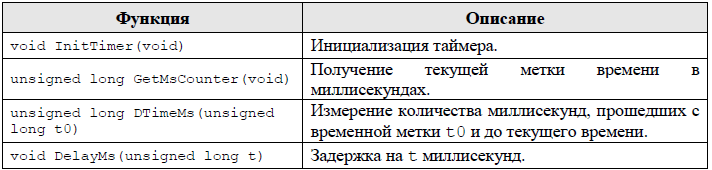 Функция Описание
void InitTimer(void) Инициализация таймера.
unsigned long GetMsCounter(void) Получение текущей метки времени в
миллисекундах.
unsigned long DTimeMs(unsigned
long t0)
Измерение количества миллисекунд, прошедших с
временной метки t0 и до текущего времени.
void DelayMs(unsigned long t) Задержка на t миллисекунд.